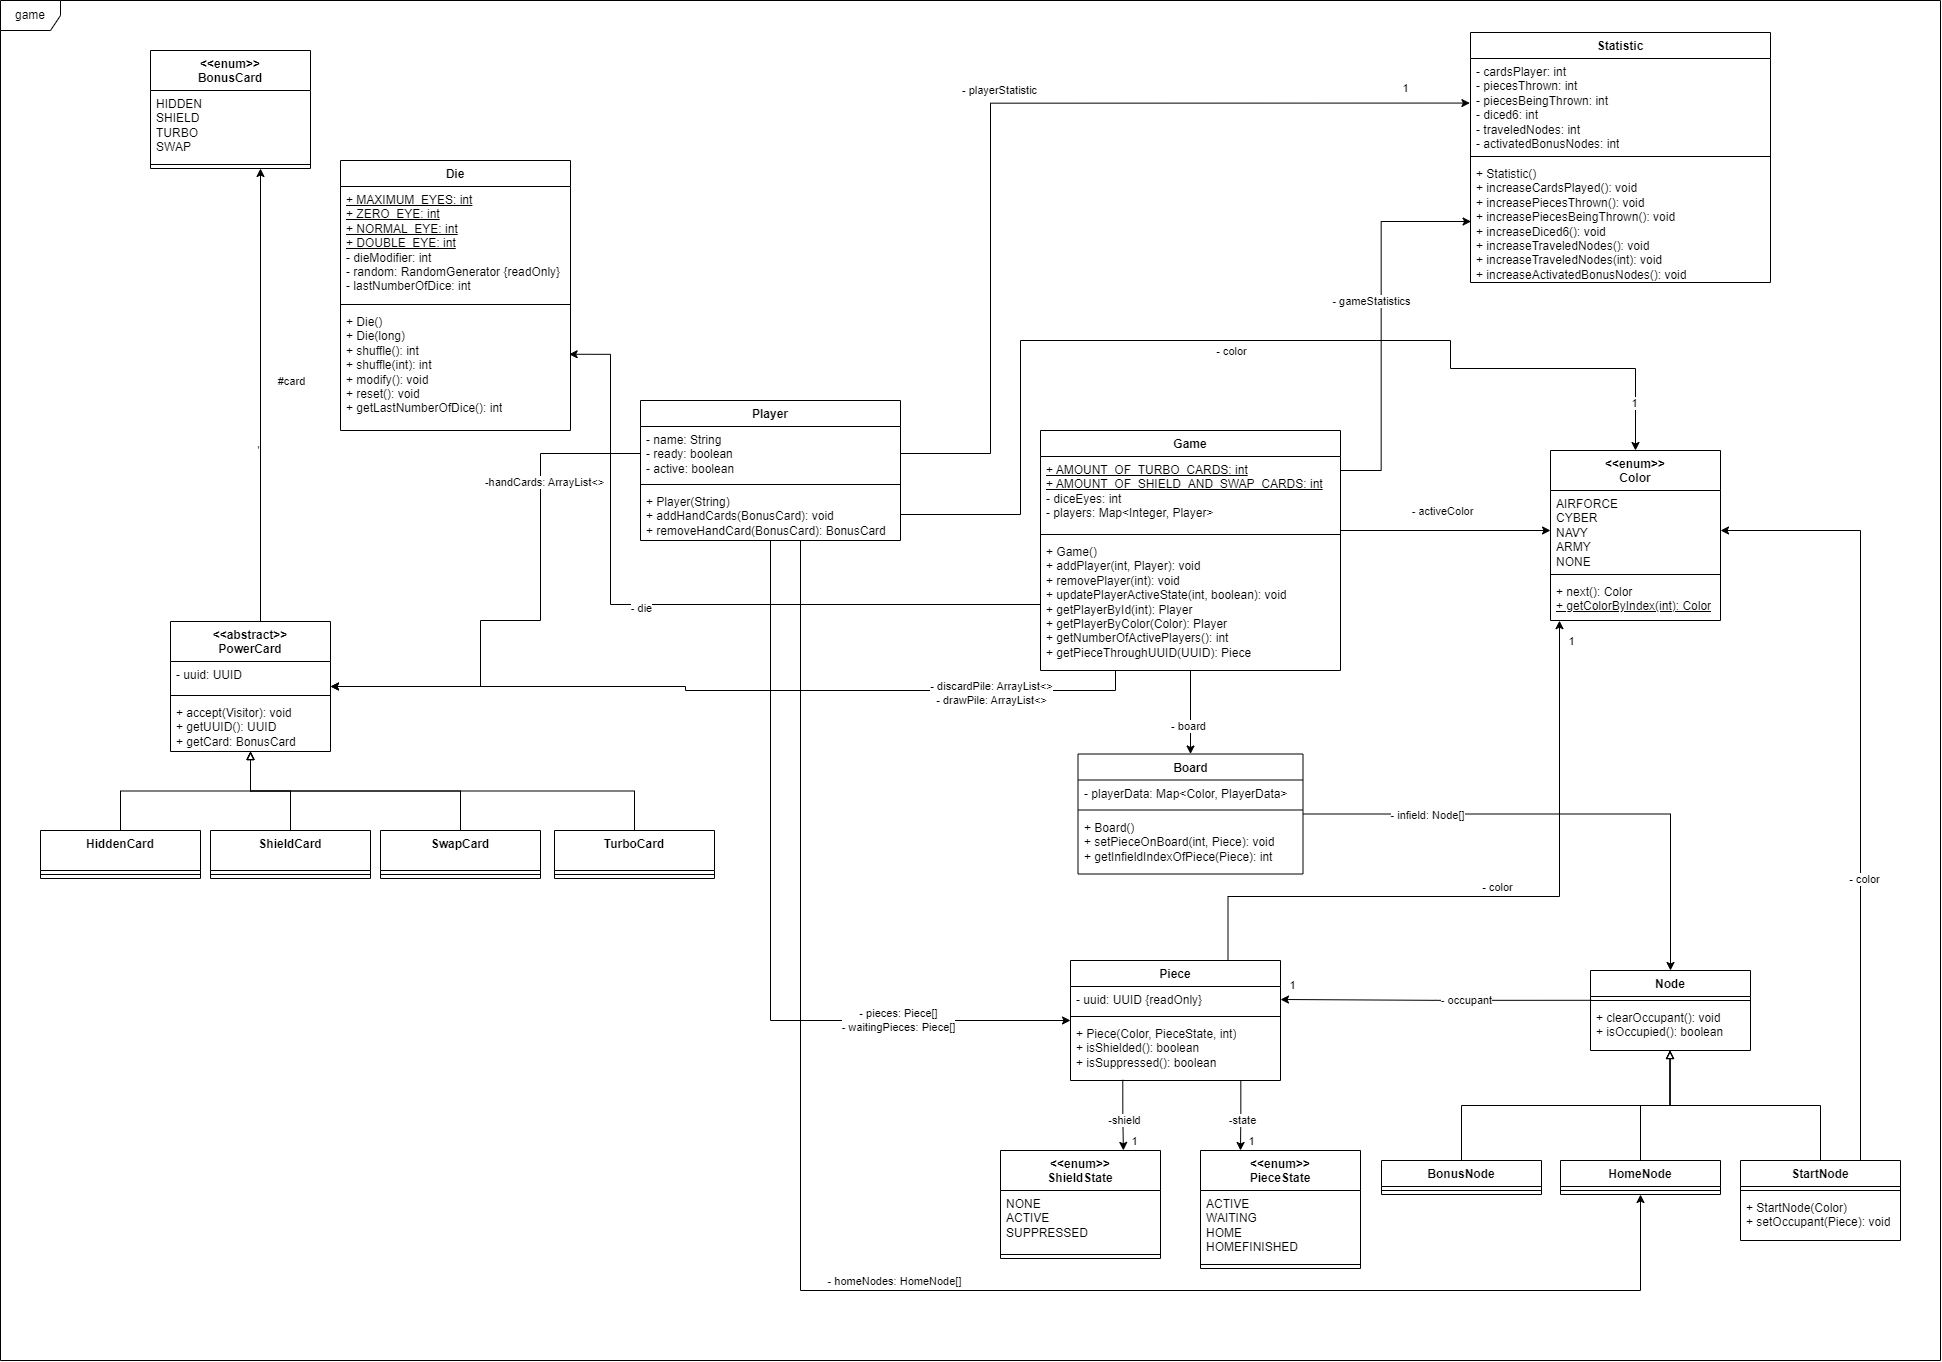 game
<<enum>>
BonusCard
HIDDEN
SHIELD
TURBO
SWAP
Die
+ MAXIMUM_EYES: int
+ ZERO_EYE: int
+ NORMAL_EYE: int
+ DOUBLE_EYE: int
- dieModifier: int
- random: RandomGenerator {readOnly}
- lastNumberOfDice: int
+ Die()
+ Die(long)
+ shuffle(): int
+ shuffle(int): int
+ modify(): void
+ reset(): void
+ getLastNumberOfDice(): int
Statistic
- cardsPlayer: int
- piecesThrown: int
- piecesBeingThrown: int
- diced6: int
- traveledNodes: int
- activatedBonusNodes: int
+ Statistic()
+ increaseCardsPlayed(): void
+ increasePiecesThrown(): void
+ increasePiecesBeingThrown(): void
+ increaseDiced6(): void
+ increaseTraveledNodes(): void
+ increaseTraveledNodes(int): void
+ increaseActivatedBonusNodes(): void
- playerStatistic
1
- gameStatistics
- color
1
#card
Player
- name: String
- ready: boolean
- active: boolean
+ Player(String)
+ addHandCards(BonusCard): void
+ removeHandCard(BonusCard): BonusCard
-handCards: ArrayList<>
Game
+ AMOUNT_OF_TURBO_CARDS: int
+ AMOUNT_OF_SHIELD_AND_SWAP_CARDS: int
- diceEyes: int
- players: Map<Integer, Player>
+ Game()
+ addPlayer(int, Player): void
+ removePlayer(int): void
+ updatePlayerActiveState(int, boolean): void
+ getPlayerById(int): Player
+ getPlayerByColor(Color): Player
+ getNumberOfActivePlayers(): int
+ getPieceThroughUUID(UUID): Piece
- activeColor
<<enum>>
Color
AIRFORCE
CYBER
NAVY
ARMY
NONE
+ next(): Color
+ getColorByIndex(int): Color
1
- die
<<abstract>>
PowerCard
- uuid: UUID
+ accept(Visitor): void
+ getUUID(): UUID
+ getCard: BonusCard
- discardPile: ArrayList<>
- drawPile: ArrayList<>
- board
Board
- playerData: Map<Color, PlayerData>
+ Board()
+ setPieceOnBoard(int, Piece): void
+ getInfieldIndexOfPiece(Piece): int
- infield: Node[]
HiddenCard
ShieldCard
SwapCard
TurboCard
- color
- color
Piece
- uuid: UUID {readOnly}
+ Piece(Color, PieceState, int)
+ isShielded(): boolean
+ isSuppressed(): boolean
1
- occupant
Node
+ clearOccupant(): void
+ isOccupied(): boolean
- pieces: Piece[]
- waitingPieces: Piece[]
-shield
1
-state
1
<<enum>>
ShieldState
NONE
ACTIVE
SUPPRESSED
<<enum>>
PieceState
ACTIVE
WAITING
HOME
HOMEFINISHED
BonusNode
HomeNode
StartNode
+ StartNode(Color)
+ setOccupant(Piece): void
- homeNodes: HomeNode[]